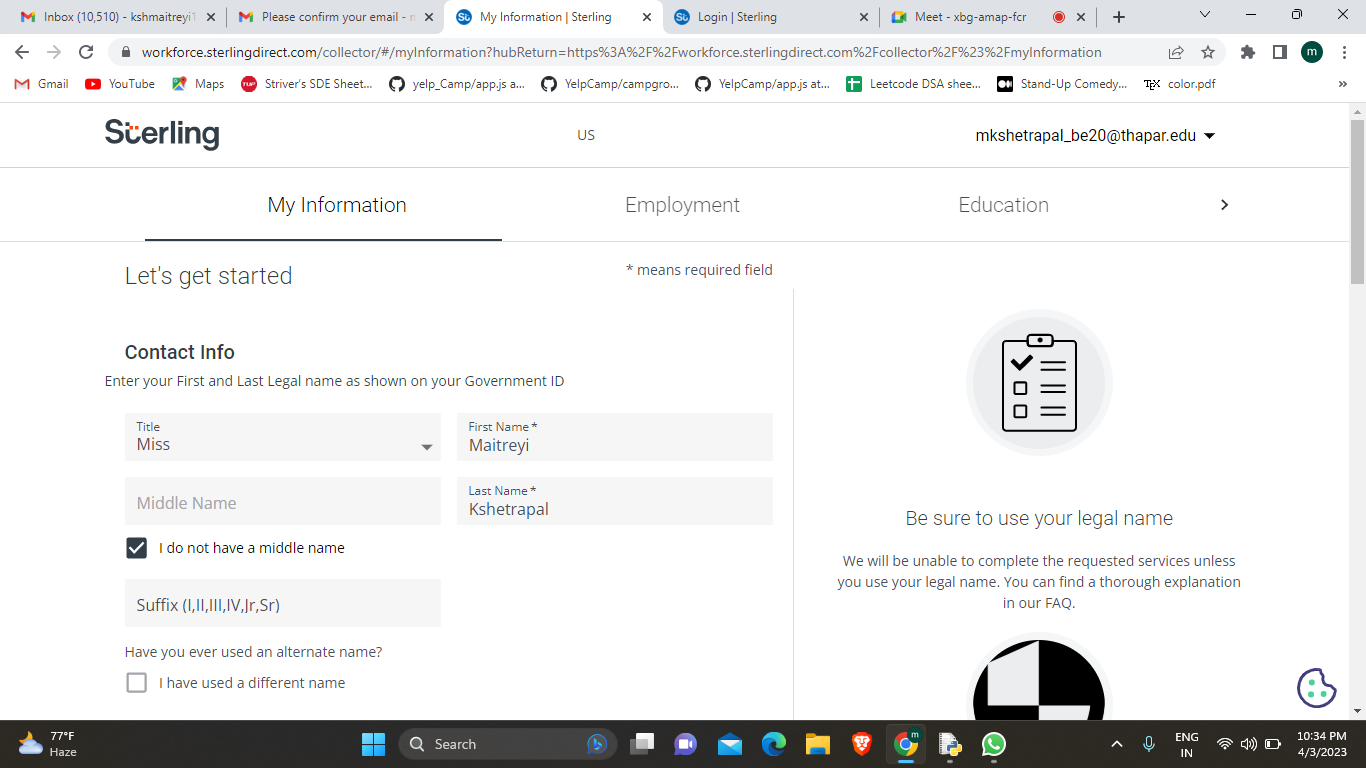 Inbox (10,510) - kshmaitreyi1
Please confirm your email - m
My Information | Sterling
Login | Sterling
Meet - xbg-amap-fcr
workforce.sterlingdirect.com/collector/#/myInformation?hubReturn=https%3A%2F%2Fworkforce.sterlingdirect.com%2Fcollector%2F%23%2FmyInformation
m
Gmail
YouTube
Maps
TUF
Striver's SDE Sheet...
yelp_Camp/app.js a...
YelpCamp/campgro...
YelpCamp/app.js at...
Leetcode DSA shee...
Stand-Up Comedy...
color.pdf
»
Sterling
US
mkshetrapal_be20@thapar.edu
My Information
Employment
Education
Let's get started
* means required field
Contact Info
Enter your First and Last Legal name as shown on your Government ID
Title
Miss
First Name *
Maitreyi
Middle Name
Last Name *
Kshetrapal
I do not have a middle name
Suffix (I,II,III,IV,Jr,Sr)
Have you ever used an alternate name?
I have used a different name
Be sure to use your legal name
We will be unable to complete the requested services unless
you use your legal name. You can find a thorough explanation
in our FAQ.
77°F
Haze
Search
m
ENG
IN
10:34 PM
4/3/2023